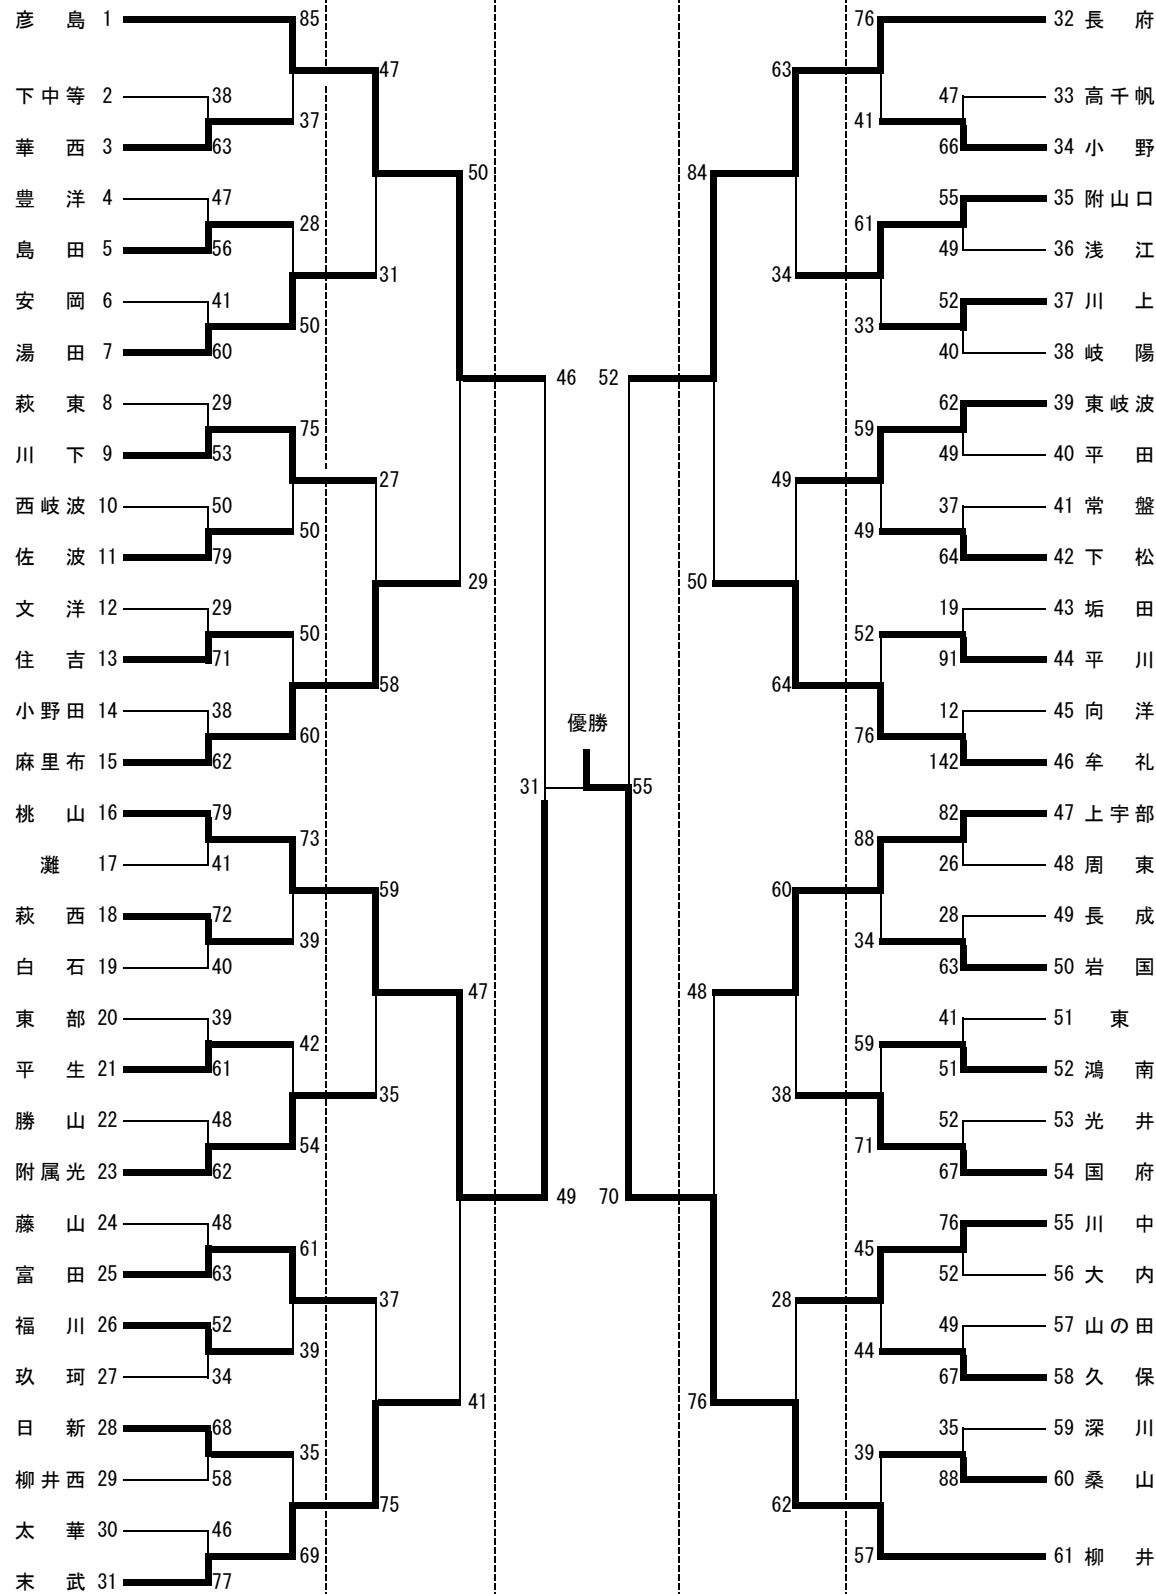 彦島 1 85 76 32 長府
47 63
下中等 2 38 47 33 高千帆
37 41
華西 3 63 66 34 小野
50 84
豊洋 4 47 55 35 附山口
28 61
島田 5 56 49 36 浅江
31 34
安岡 6 41 52 37 川上
50 33
湯田 7 60 40 38 岐陽
46 52
萩東 8 29 62 39 東岐波
75 59
川下 9 53 49 40 平田
27 49
西岐波 10 50 37 41 常盤
50 49
佐波 11 79 64 42 下松
29 50
文洋 12 29 19 43 垢田
50 52
住吉 13 71 91 44 平川
58 64
小野田 14 38 12 45 向洋
優勝
60 76
麻里布 15 62 142 46 牟礼
31 55
桃山 16 79 82 47 上宇部
73 88
灘 17 41 26 48 周東
59 60
萩西 18 72 28 49 長成
39 34
白石 19 40 63 50 岩国
47 48
東部 20 39 41 51 東
42 59
平生 21 61 51 52 鴻南
35 38
勝山 22 48 52 53 光井
54 71
附属光 23 62 67 54 国府
49 70
藤山 24 48 76 55 川中
61 45
富田 25 63 52 56 大内
37 28
福川 26 52 49 57 山の田
39 44
玖珂 27 34 67 58 久保
41 76
日新 28 68 35 59 深川
35 39
柳井西 29 58 88 60 桑山
75 62
太華 30 46
69 57 61 柳井
末武 31 77